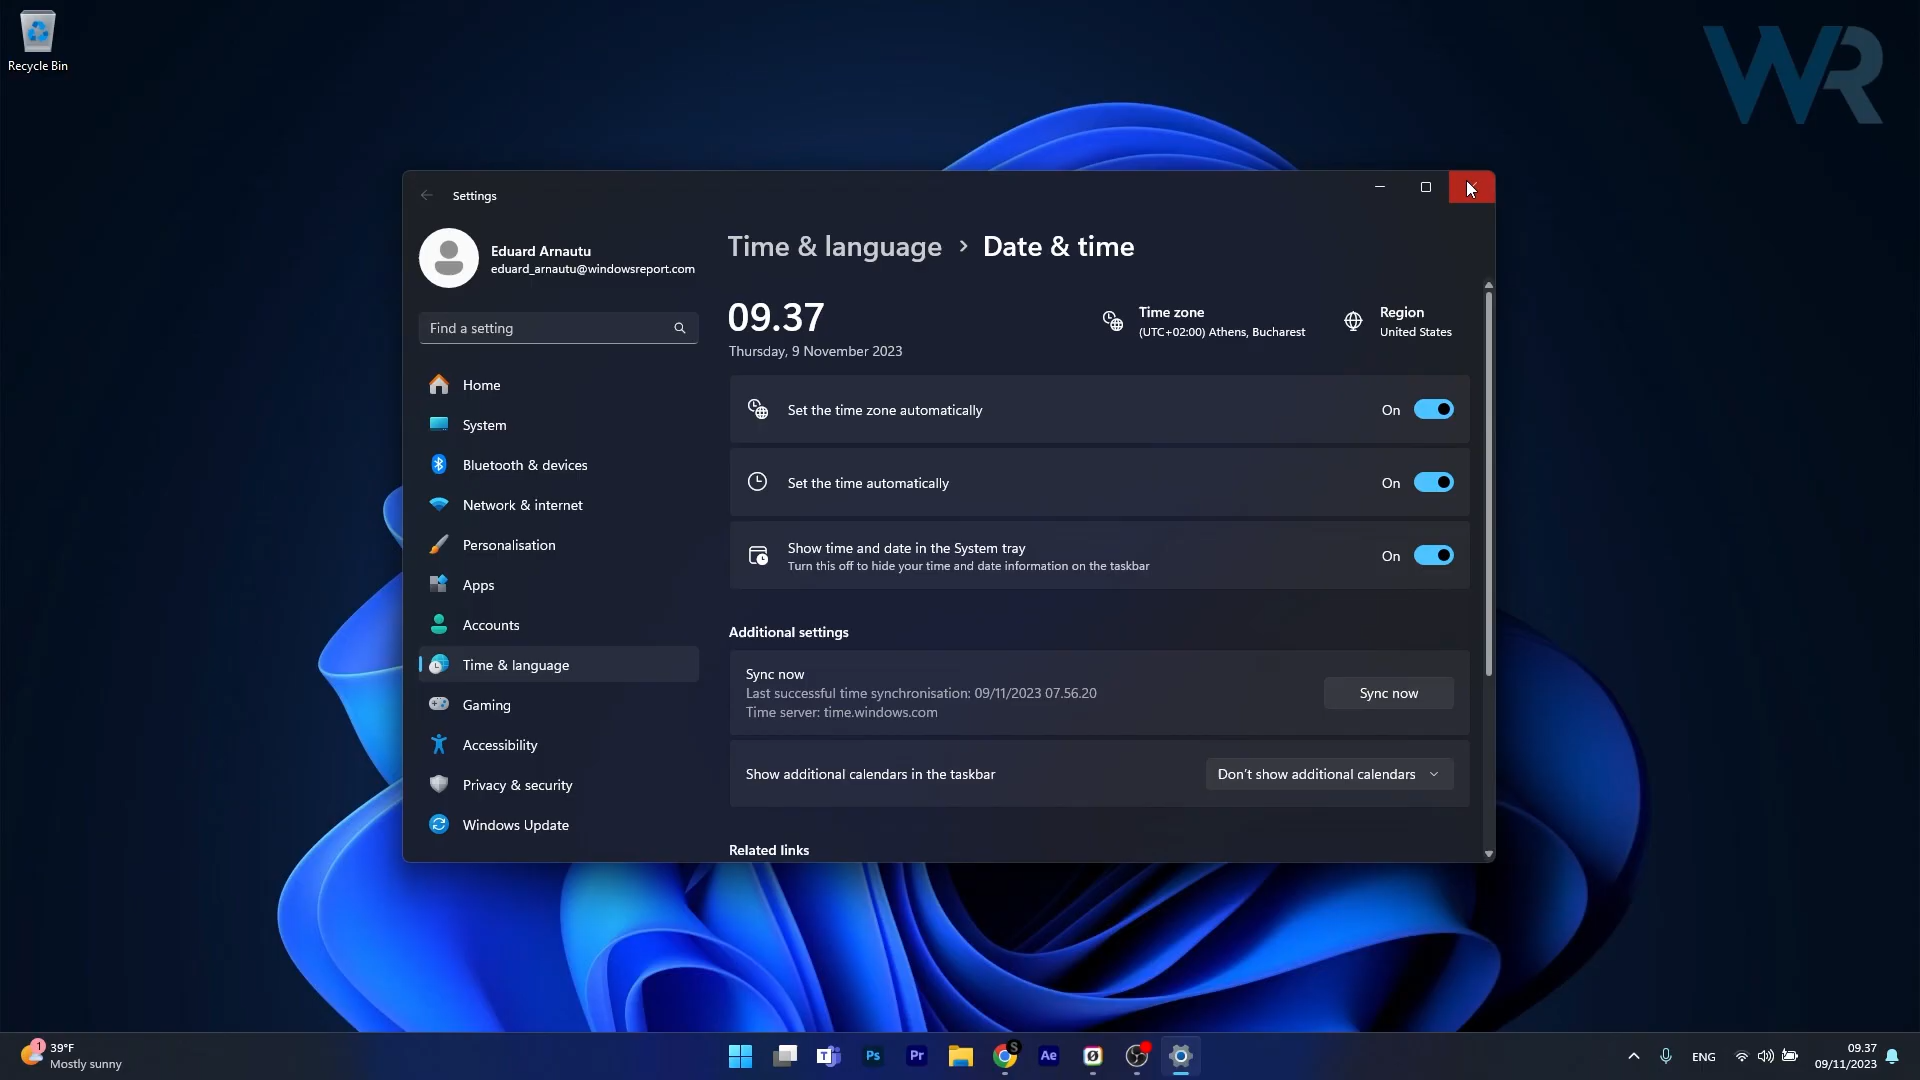 Recycle Bin
WR
Settings
Eduard Arnautu
eduard_arnautu@windowsreport.com
Find a setting
Home
System
Bluetooth & devices
Network & internet
Personalisation
Apps
Accounts
Time & language
Gaming
Accessibility
Privacy & security
Windows Update
Time & language > Date & time
09.37
Thursday, 9 November 2023
Time zone
(UTC+02:00) Athens, Bucharest
Region
United States
Set the time zone automatically On
Set the time automatically On
Show time and date in the System tray
Turn this off to hide your time and date information on the taskbar
On
Additional settings
Sync now
Last successful time synchronisation: 09/11/2023 07.56.20
Time server: time.windows.com
Sync now
Show additional calendars in the taskbar Don't show additional calendars
Related links
1
39°F
Mostly sunny
T
Ps
Pr
S
Ae
ENG
09.37
09/11/2023